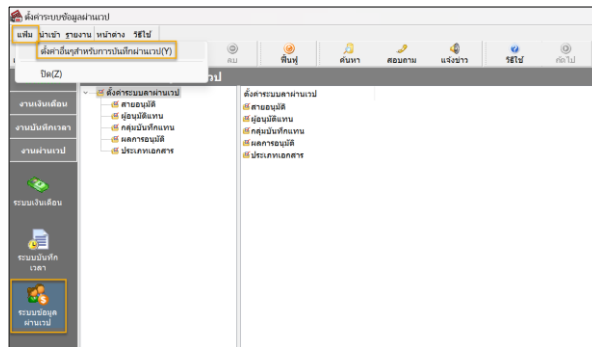 ตั้งค่าระบบข้อมูลผ่านเวป
แฟ้ม นำเข้า รายงาน หน้าต่าง วิธีใช้
ตั้งค่าอื่นๆสำหรับการบันทึกผ่านเวป(Y)
ปิด(Z)
ลบ ฟื้นฟู ค้นหา สอบถาม แจ้งข่าว วิธีใช้ ถัดไป
งานเงินเดือน
งานบันทึกเวลา
งานผ่านเวป
ระบบเงินเดือน
ระบบบันทึก
เวลา
ระบบข้อมูล
ผ่านเวป
ตั้งค่าระบบคาผ่านเวป
สายอนุมัติ
ผู้อนุมัติแทน
กลุ่มบันทึกแทน
ผลการอนุมัติ
ประเภทเอกสาร
ตั้งค่าระบบคาผ่านเวป
สายอนุมัติ
ผู้อนุมัติแทน
กลุ่มบันทึกแทน
ผลการอนุมัติ
ประเภทเอกสาร